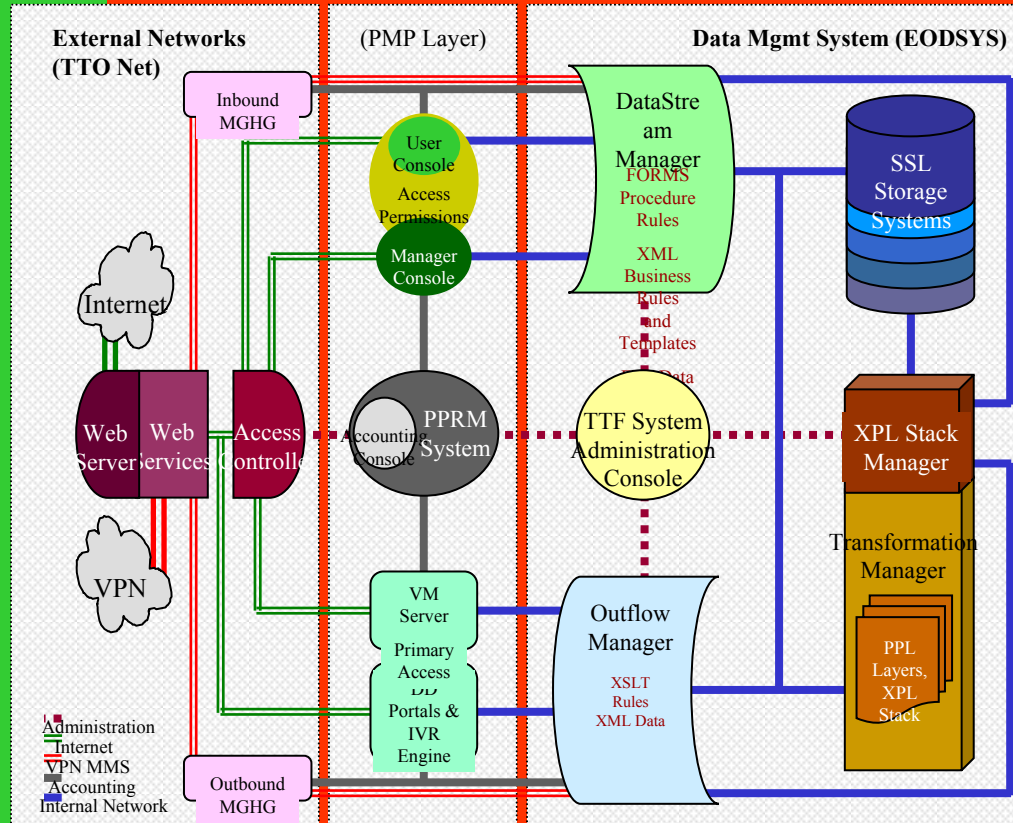 External Networks
(TTO Net)
(PMP Layer)
Data Mgmt System (EODSYS)
Inbound
MGHG
User
Console
Access
Permissions
Manager
Console
DataStre
am
Manager
FORMS
Procedure
Rules
XML
Business
Rules
and
Templates
Data
SSL
Storage
Systems
Internet
Web
Server
Web
Services
Access
Controlle
Accounting
Console
PPRM
System
TTF System
Administration
Console
XPL Stack
Manager
VPN
Transformation
Manager
PPL
Layers,
XPL
Stack
VM
Server
Primary
Access
DD
Portals &
IVR
Engine
Outflow
Manager
XSLT
Rules
XML Data
Outbound
MGHG
Administration
Internet
VPN MMS
Accounting
Internal Network